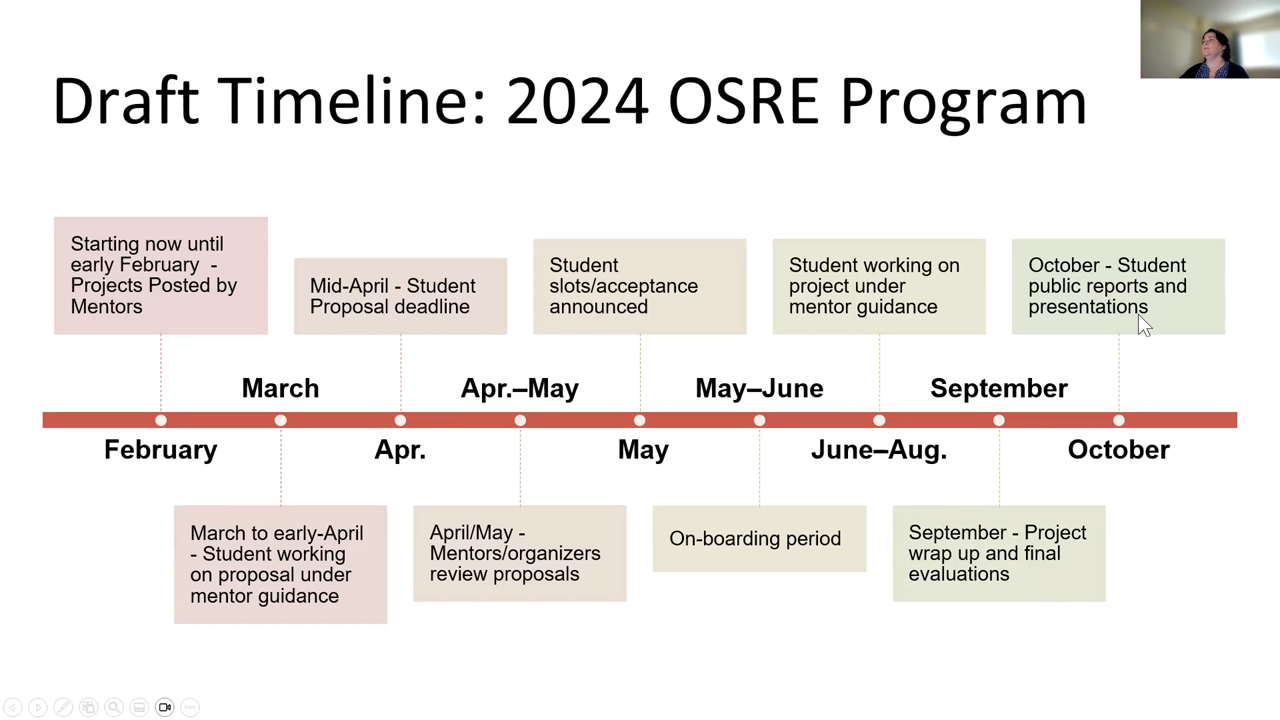 Draft Timeline: 2024 OSRE Program
Starting now until
early February  -
Projects Posted by
Mentors
Mid-April - Student
Proposal deadline
Student
slots/acceptance
announced
Student working on
project under
mentor guidance
October - Student
public reports and
presentations
March
Apr.–May
May–June
September
February
Apr.
May
June–Aug.
October
March to early-April
- Student working
on proposal under
mentor guidance
April/May -
Mentors/organizers
review proposals
On-boarding period
September - Project
wrap up and final
evaluations